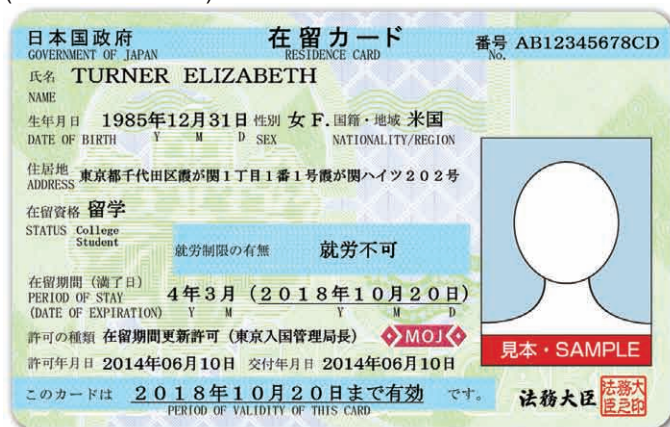 日本国政府 在留カード 番号 AB12345678CD
GOVERNMENT OF JAPAN RESIDENCE CARD No.
氏名 TURNER ELIZABETH
NAME
生年月日 1985年12月31日 性別 女 F. 国籍・地域 米国
DATE OF BIRTH Y M D SEX NATIONALITY/REGION
住居地 東京都千代田区霞が関1丁目1番1号霞が関ハイツ202号
ADDRESS
在留資格 留学
STATUS College
Student
就労制限の有無 就労不可
在留期間(満了日)
PERIOD OF STAY 4年3月(2018年10月20日)
(DATE OF EXPIRATION) Y M Y M D
許可の種類 在留期間更新許可(東京入国管理局長) MOJ
見本・SAMPLE
許可年月日 2014年06月10日 交付年月日 2014年06月10日
このカードは 2018年10月20日まで有効 です。
PERIOD OF VALIDITY OF THIS CARD
法務大臣 法務大臣之印